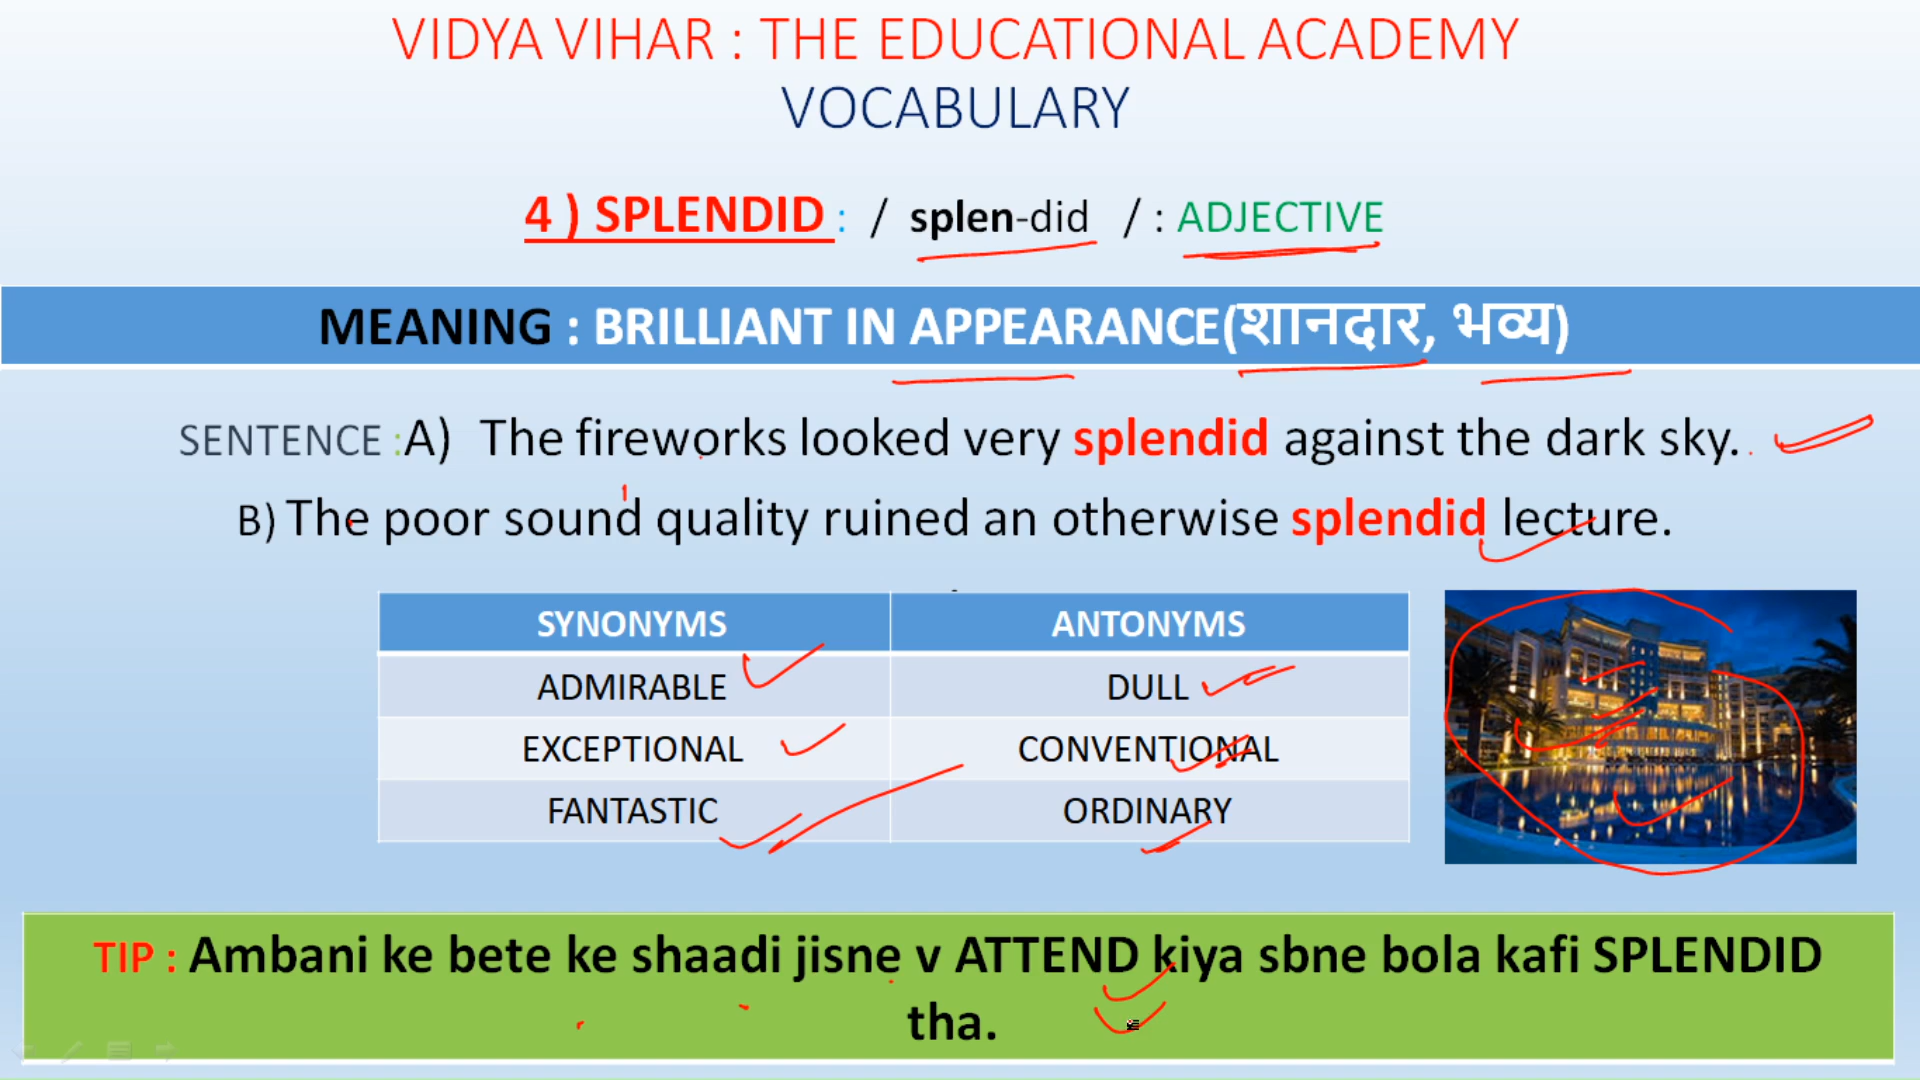 VIDYA VIHAR : THE EDUCATIONAL ACADEMY
VOCABULARY
4 ) SPLENDID : / splen-did / : ADJECTIVE
MEANING : BRILLIANT IN APPEARANCE(शानदार, भव्य)
SENTENCE :A) The fireworks looked very splendid against the dark sky..
B) The poor sound quality ruined an otherwise splendid lecture.
SYNONYMS ANTONYMS
ADMIRABLE DULL
EXCEPTIONAL CONVENTIONAL
FANTASTIC ORDINARY
TIP : Ambani ke bete ke shaadi jisne v ATTEND kiya sbne bola kafi SPLENDID
tha.